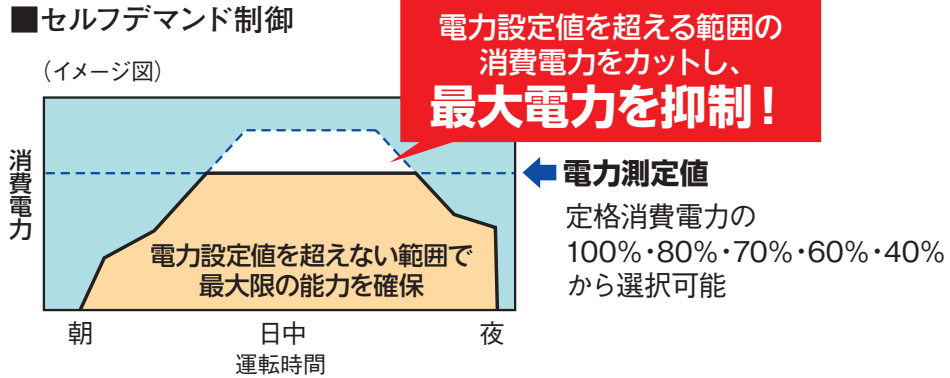 ■セルフデマンド制御
（イメージ図）
電力設定値を超える範囲の
消費電力をカットし、
最大電力を抑制！
消費電力
電力測定値
定格消費電力の
100%・80%・70%・60%・40%
から選択可能
電力設定値を超えない範囲で
最大限の能力を確保
朝
日中
夜
運転時間